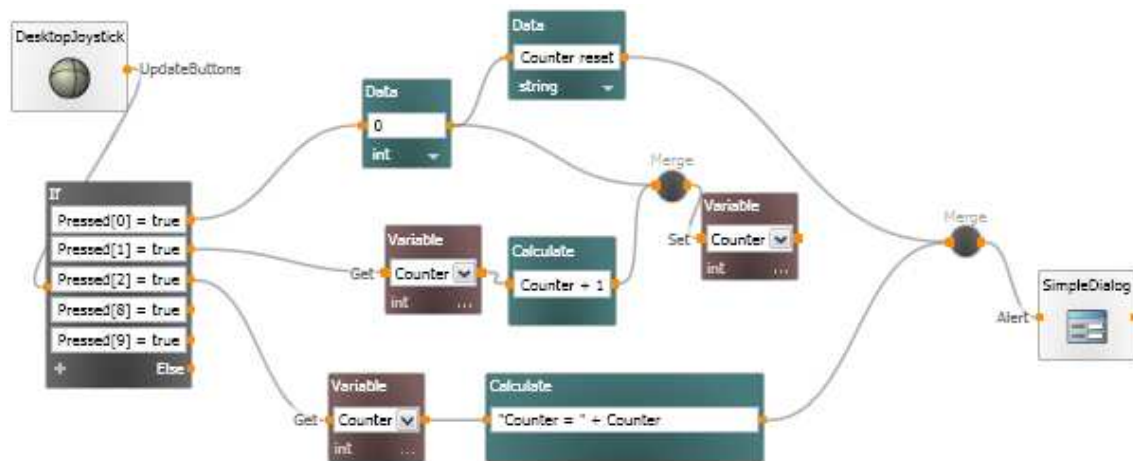 DesktopJoystick
UpdateButtons
If
Pressed[0] = true
Pressed[1] = true
Pressed[2] = true
Pressed[8] = true
Pressed[9] = true
+ Else
Data
0
int
Data
Counter reset
string
Variable
Get Counter
int ...
Calculate
Counter + 1
Merge
Variable
Set Counter
int ...
Variable
Get Counter
int ...
Calculate
"Counter = " + Counter
Merge
SimpleDialog
Alert